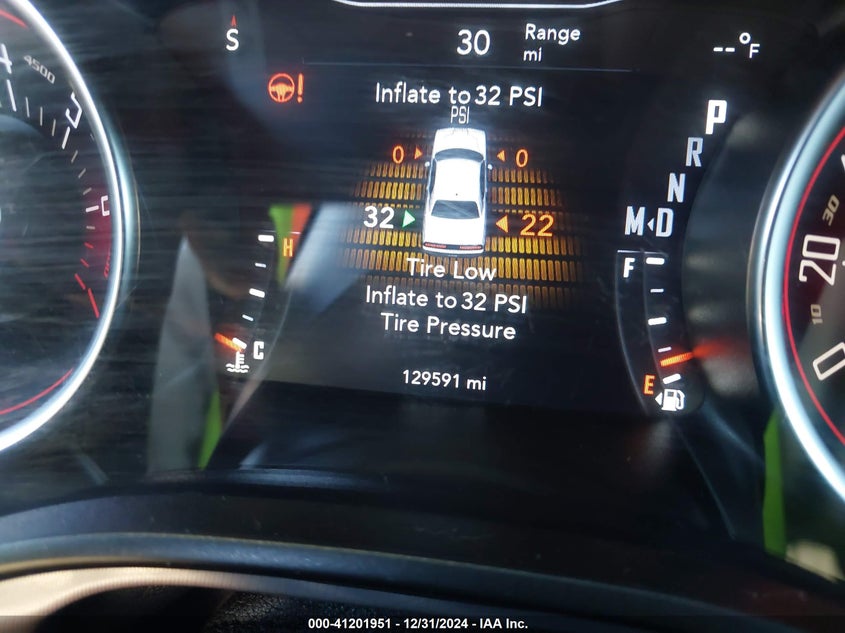 4500
S
30 Range
mi
-- °F
Inflate to 32 PSI
PSI
0 0
32 22
Tire Low
Inflate to 32 PSI
Tire Pressure
129591 mi
H
C
P
R
N
M D
F
E
30
20
10
0
000-41201951 - 12/31/2024 - IAA Inc.